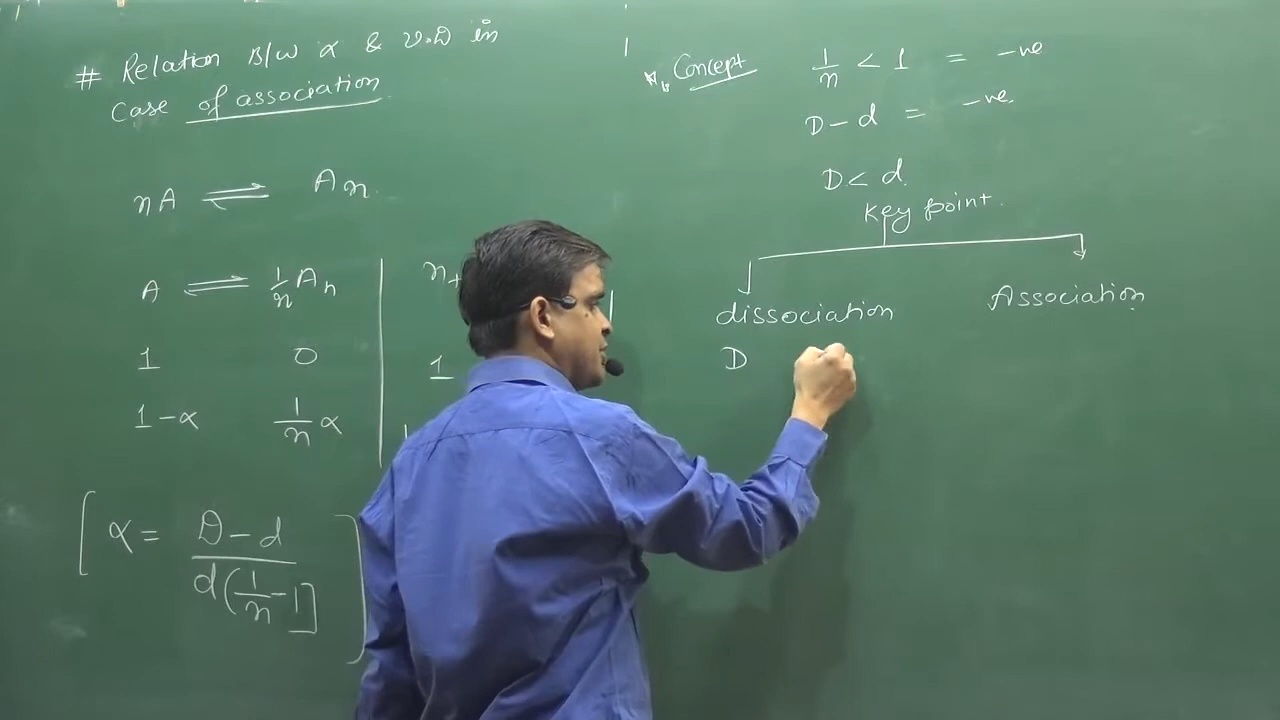 # Relation B/w α & V.D in
Case of association
nA ⇌ An
A ⇌ 1/n An
1 0
1-α 1/n α
[α = D-d / d(1/n-1]]
n+
1
Concept 1/n < 1 = -ve
D-d = -ve
D< d
Key point.
dissociation Association
D